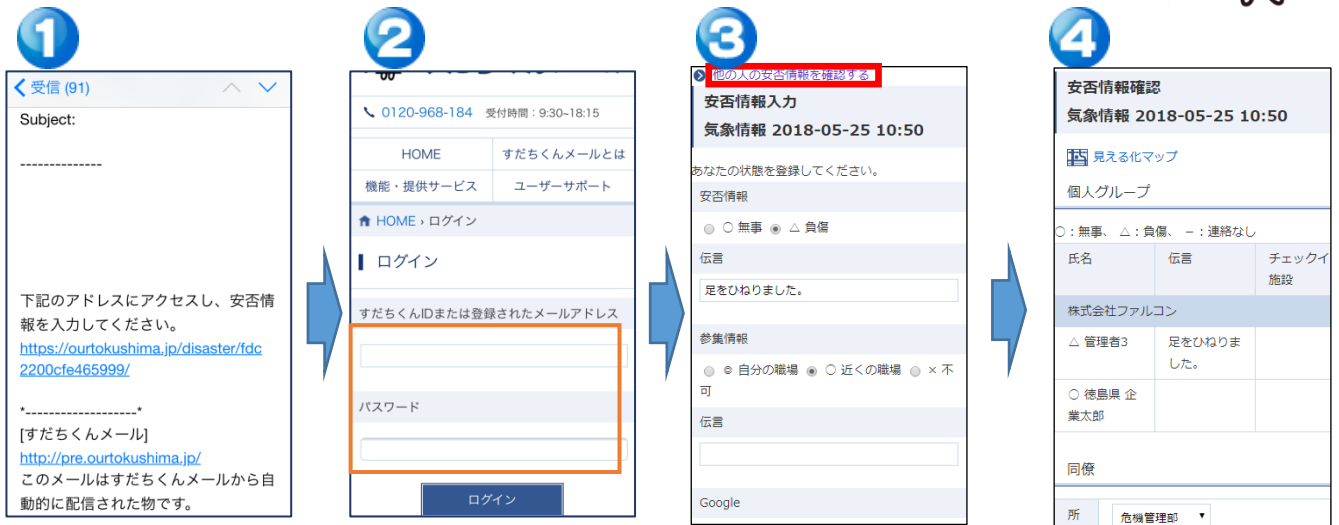 1
受信 (91)
Subject:
--------------
下記のアドレスにアクセスし、安否情
報を入力してください。
https://ourtokushima.jp/disaster/fdc
2200cfe465999/
*-------------------*
[すだちくんメール]
http://pre.ourtokushima.jp/
このメールはすだちくんメールから自
動的に配信された物です。
2
0120-968-184 受付時間：9:30~18:15
HOME すだちくんメールとは
機能・提供サービス ユーザーサポート
HOME › ログイン
ログイン
すだちくんIDまたは登録されたメールアドレス
パスワード
ログイン
3
他の人の安否情報を確認する
安否情報入力
気象情報 2018-05-25 10:50
あなたの状態を登録してください。
安否情報
○ 無事 △ 負傷
伝言
足をひねりました。
参集情報
◎ 自分の職場 ○ 近くの職場 × 不
可
伝言
Google
4
安否情報確認
気象情報 2018-05-25 10:50
見える化マップ
個人グループ
○：無事、 △：負傷、 －：連絡なし
氏名 伝言 チェックイ
施設
株式会社ファルコン
△ 管理者3 足をひねりま
した。
○ 徳島県 企
業太郎
同僚
所 危機管理部 ▼